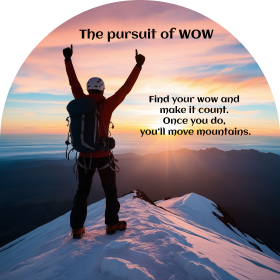 The pursuit of WOW
Find your wow and
make it count.
Once you do,
you'll move mountains.